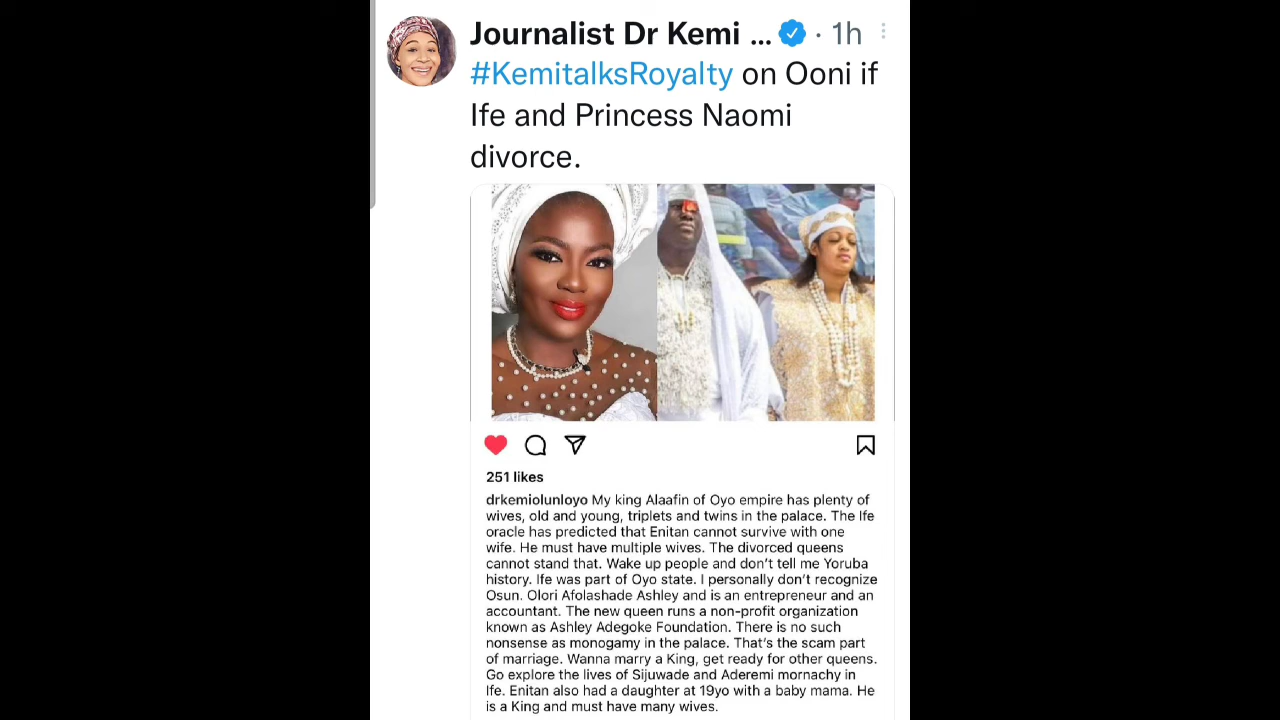 Journalist Dr Kemi ... · 1h
#KemitalksRoyalty on Ooni if
Ife and Princess Naomi
divorce.
251 likes
drkemiolunloyo My king Alaafin of Oyo empire has plenty of
wives, old and young, triplets and twins in the palace. The Ife
oracle has predicted that Enitan cannot survive with one
wife. He must have multiple wives. The divorced queens
cannot stand that. Wake up people and don't tell me Yoruba
history. Ife was part of Oyo state. I personally don't recognize
Osun. Olori Afolashade Ashley and is an entrepreneur and an
accountant. The new queen runs a non-profit organization
known as Ashley Adegoke Foundation. There is no such
nonsense as monogamy in the palace. That's the scam part
of marriage. Wanna marry a King, get ready for other queens.
Go explore the lives of Sijuwade and Aderemi mornachy in
Ife. Enitan also had a daughter at 19yo with a baby mama. He
is a King and must have many wives.